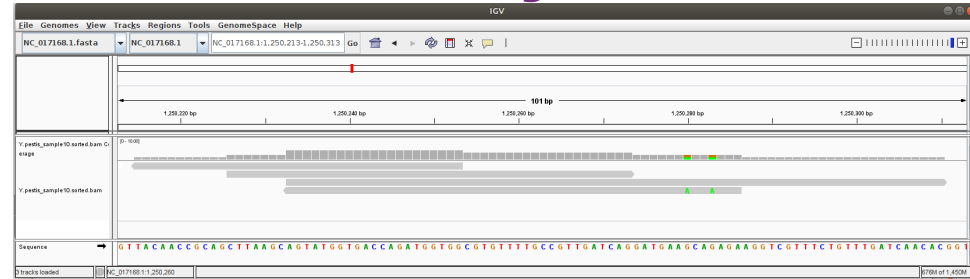 IGV
File Genomes View Tracks Regions Tools GenomeSpace Help
NC_017168.1.fasta NC_017168.1 NC_017168.1:1,250,213-1,250,313 Go
101 bp
1,250,220 bp 1,250,240 bp 1,250,260 bp 1,250,280 bp 1,250,300 bp
Y.pestis_sample10.sorted.bam Co
erage
[0 - 10.00]
Y.pestis_sample10.sorted.bam
A A
Sequence
G T T A C A A C C G C A G C T T A A G C A G T A T G G T G A C C A G A T G G T G G C G T G T T T T G C C G T T G A T C A G G A T G A A G C A G A G A A G G T C G T T T C T G T T T G A T C A A C A C G G T
3 tracks loaded NC_017168.1:1,250,260 676M of 1,450M